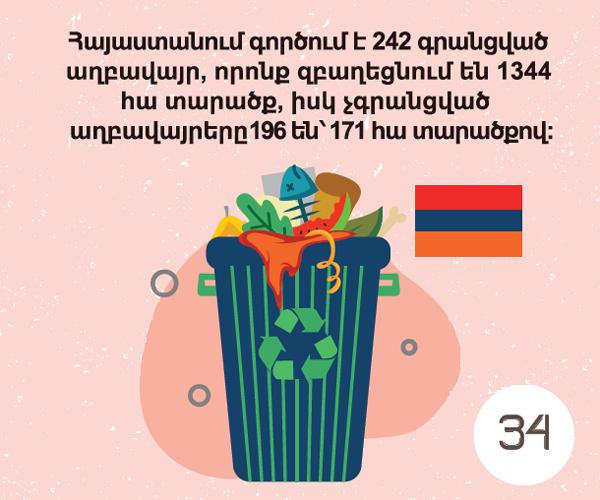 Հայաստանում գործում է 242 գրանցված
աղբավայր, որոնք զբաղեցնում են 1344
հա տարածք, իսկ չգրանցված
աղբավայրերը196 են՝ 171 հա տարածքով:
34